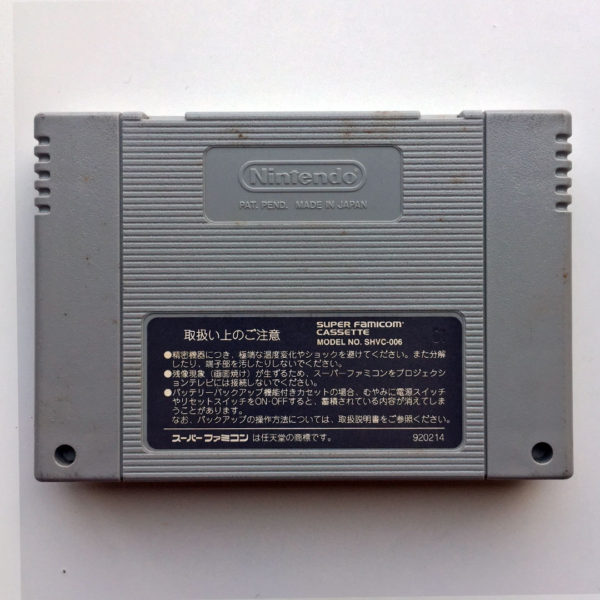 Nintendo
PAT. PEND. MADE IN JAPAN
取扱い上のご注意
SUPER FAMICOM
CASSETTE
MODEL NO. SHVC-006
●精密機器につき、極端な温度変化やショックを避けてください。また分解
したり、端子部を汚したりしないでください。
●残像現象(画面焼け)が生ずるため、スーパーファミコンをプロジェクシ
ョンテレビには接続しないでください。
●バッテリーバックアップ機能付きカセットの場合、むやみに電源スイッチ
やリセットスイッチをON·OFFすると、蓄積されている内容が消えてしま
うことがあります。
なお、バックアップの操作方法については、取扱説明書をご参照ください。
スーパーファミコン は任天堂の商標です。 920214